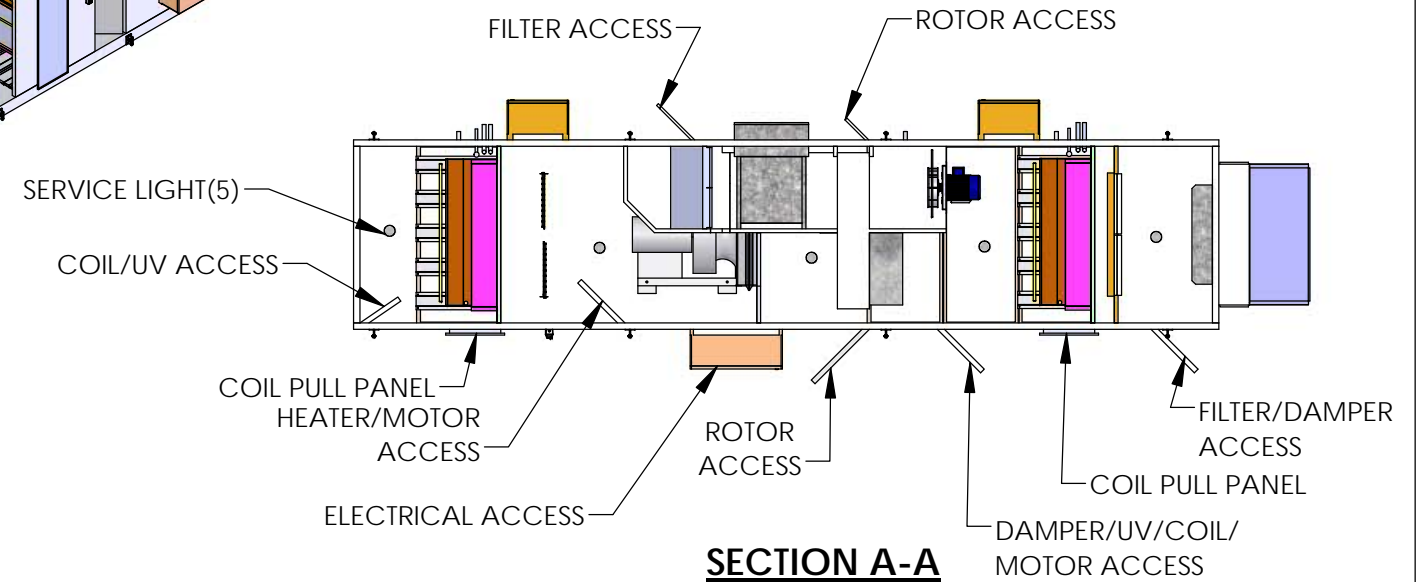 FILTER ACCESS
ROTOR ACCESS
SERVICE LIGHT(5)
COIL/UV ACCESS
COIL PULL PANEL
HEATER/MOTOR
ACCESS
ELECTRICAL ACCESS
ROTOR
ACCESS
FILTER/DAMPER
ACCESS
COIL PULL PANEL
DAMPER/UV/COIL/
MOTOR ACCESS
SECTION A-A